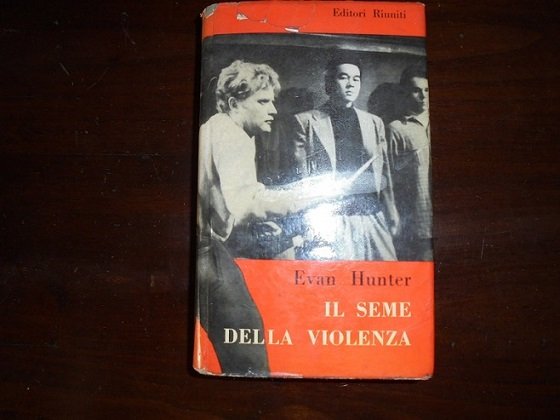 Editori Riuniti
Evan Hunter
IL SEME
DELLA VIOLENZA